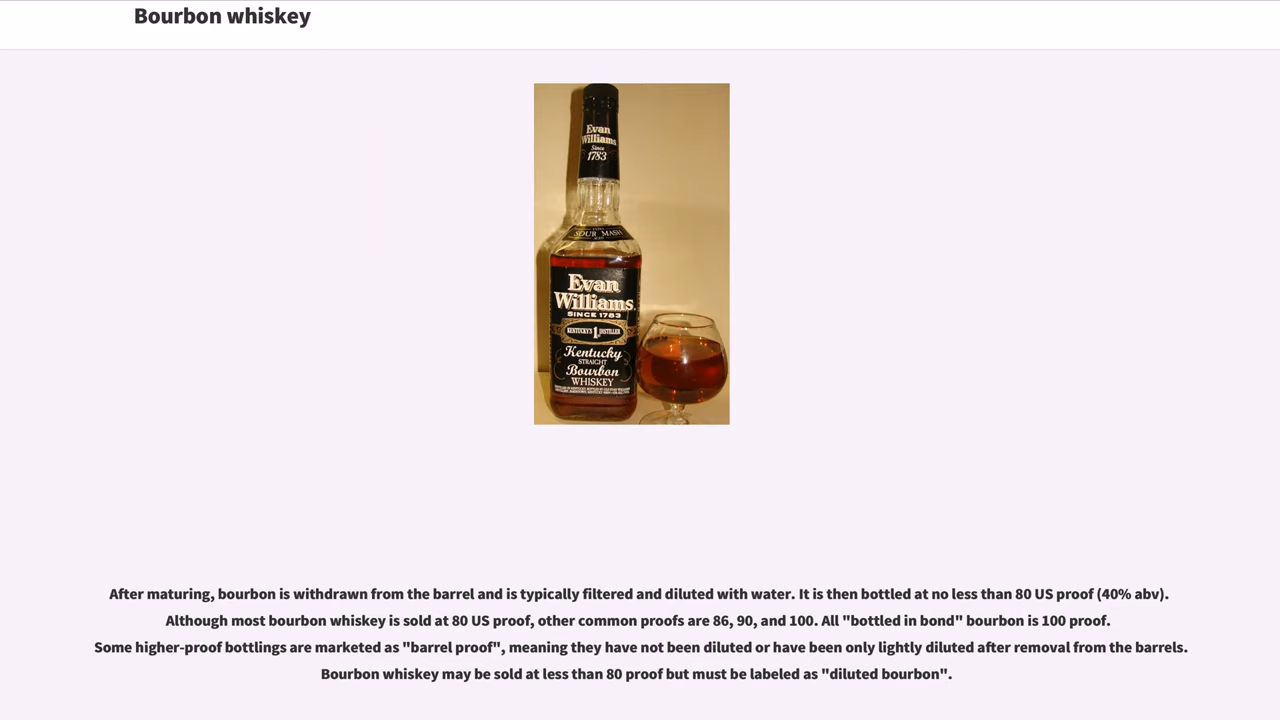 Bourbon whiskey
Evan
Williams
Since
1783
SOUR MASH
Evan
Williams
SINCE 1783
KENTUCKY'S 1 DISTILLER
Kentucky
STRAIGHT
Bourbon
WHISKEY
After maturing, bourbon is withdrawn from the barrel and is typically filtered and diluted with water. It is then bottled at no less than 80 US proof (40% abv).
Although most bourbon whiskey is sold at 80 US proof, other common proofs are 86, 90, and 100. All "bottled in bond" bourbon is 100 proof.
Some higher-proof bottlings are marketed as "barrel proof", meaning they have not been diluted or have been only lightly diluted after removal from the barrels.
Bourbon whiskey may be sold at less than 80 proof but must be labeled as "diluted bourbon".